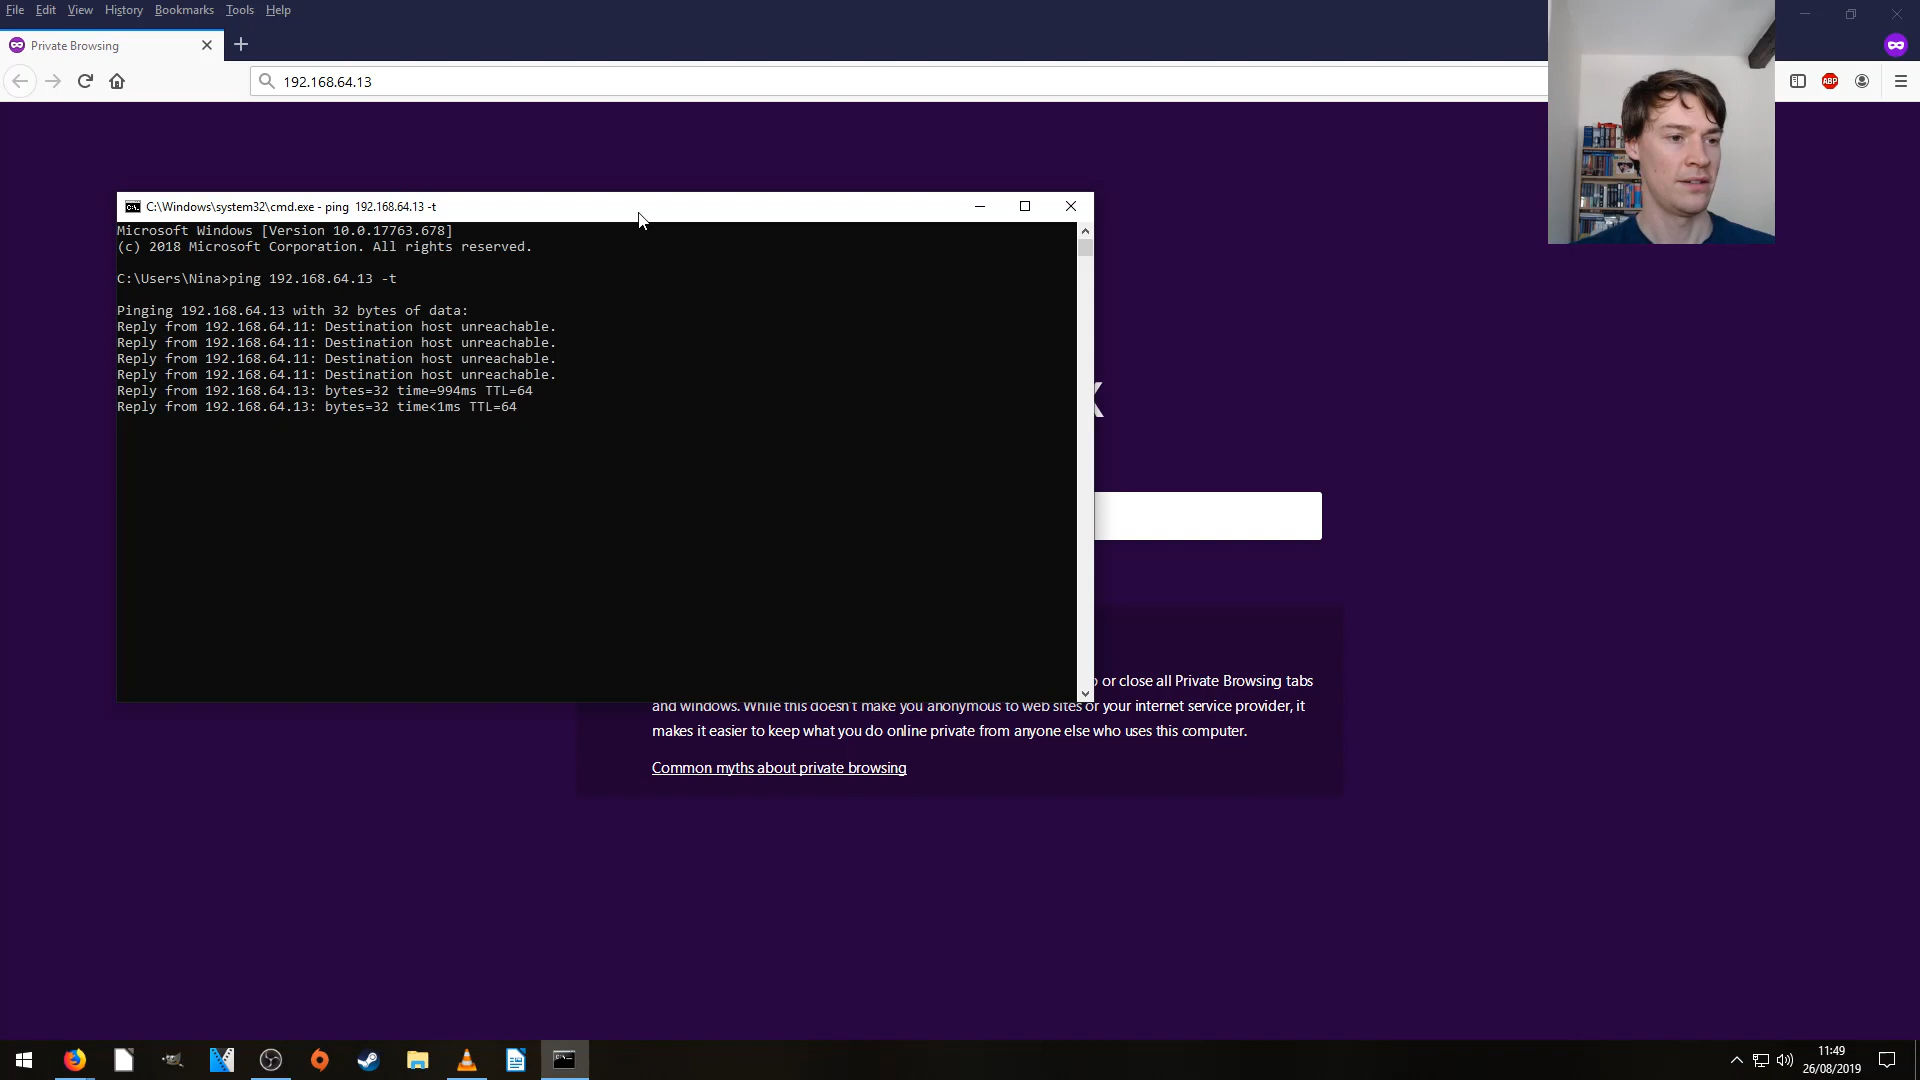 File Edit View History Bookmarks Tools Help
Private Browsing
192.168.64.13
ABP
C:\Windows\system32\cmd.exe - ping  192.168.64.13 -t
Microsoft Windows [Version 10.0.17763.678]
(c) 2018 Microsoft Corporation. All rights reserved.
C:\Users\Nina>ping 192.168.64.13 -t
Pinging 192.168.64.13 with 32 bytes of data:
Reply from 192.168.64.11: Destination host unreachable.
Reply from 192.168.64.11: Destination host unreachable.
Reply from 192.168.64.11: Destination host unreachable.
Reply from 192.168.64.11: Destination host unreachable.
Reply from 192.168.64.13: bytes=32 time=994ms TTL=64
Reply from 192.168.64.13: bytes=32 time<1ms TTL=64
x
or close all Private Browsing tabs
and windows. While this doesn't make you anonymous to web sites or your internet service provider, it
makes it easier to keep what you do online private from anyone else who uses this computer.
Common myths about private browsing
11:49
26/08/2019